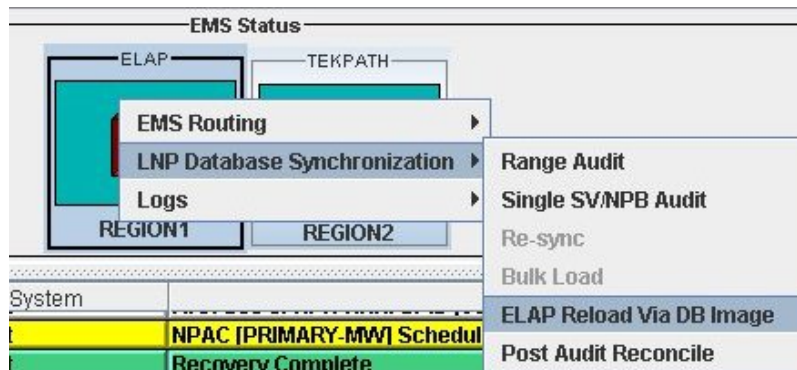 EMS Status
ELAP
TEKPATH
EMS Routing
LNP Database Synchronization
Logs
REGION1
REGION2
Range Audit
Single SV/NPB Audit
Re-sync
Bulk Load
ELAP Reload Via DB Image
Post Audit Reconcile
System
t
NPAC [PRIMARY-MW] Schedul
t
Recovery Complete